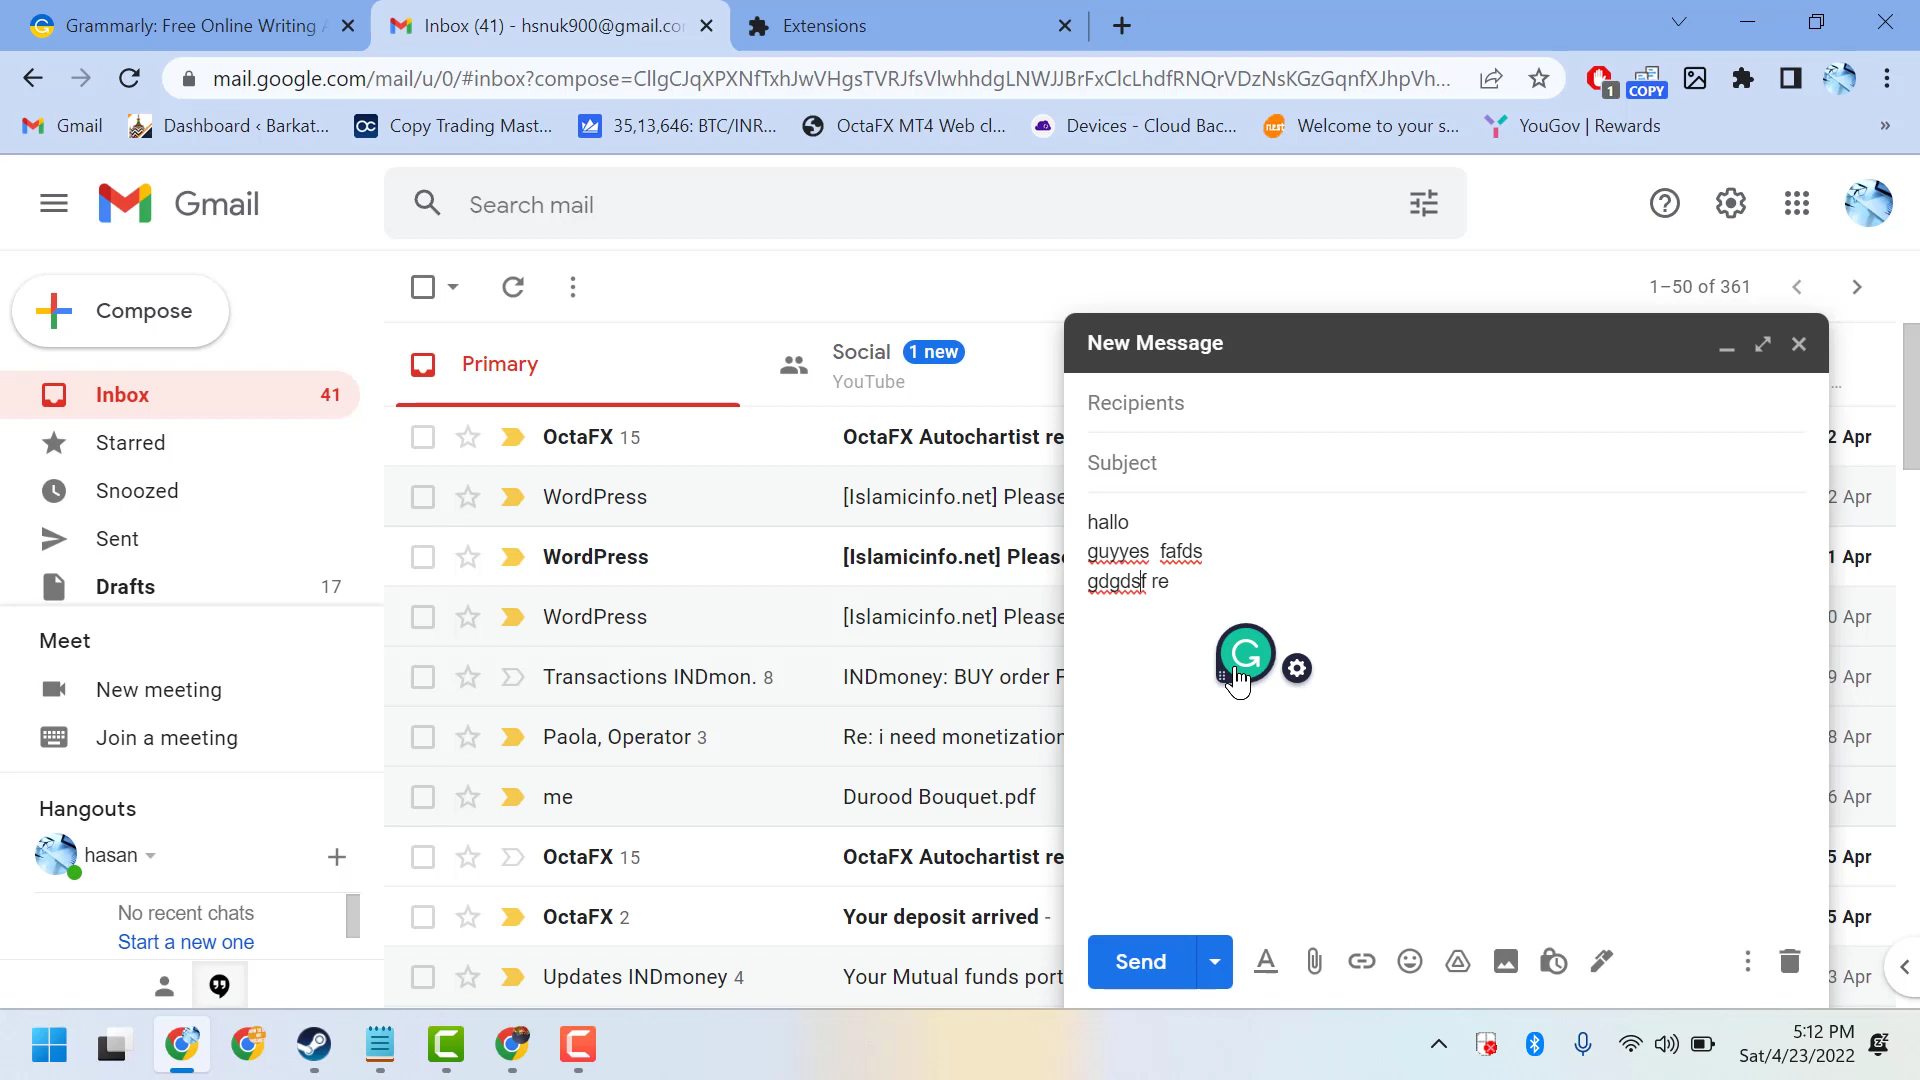 Grammarly: Free Online Writing
Inbox (41) - hsnuk900@gmail.co
Extensions
mail.google.com/mail/u/0/#inbox?compose=CllgCJqXPXNfTxhJwVHgsTVRJfsVlwhhdgLNWJJBrFxClcLhdfRNQrVDzNsKGzGqnfXJhpVh...
1
COPY
Gmail
Dashboard ‹ Barkat...
Copy Trading Mast...
35,13,646: BTC/INR...
OctaFX MT4 Web cl...
Devices - Cloud Bac...
Welcome to your s...
YouGov | Rewards
»
Gmail
Search mail
Compose
1–50 of 361
Primary
Social 1 new
YouTube
Inbox 41
Starred
Snoozed
Sent
Drafts 17
Meet
New meeting
Join a meeting
Hangouts
hasan
No recent chats
Start a new one
OctaFX 15 OctaFX Autochartist re 2 Apr
WordPress [Islamicinfo.net] Please 2 Apr
WordPress [Islamicinfo.net] Please 1 Apr
WordPress [Islamicinfo.net] Please 0 Apr
Transactions INDmon. 8 INDmoney: BUY order F 9 Apr
Paola, Operator 3 Re: i need monetization 8 Apr
me Durood Bouquet.pdf 6 Apr
OctaFX 15 OctaFX Autochartist re 5 Apr
OctaFX 2 Your deposit arrived - 5 Apr
Updates INDmoney 4 Your Mutual funds port 3 Apr
New Message
Recipients
Subject
hallo
guyyes fafds
gdgdsf re
Send
5:12 PM
Sat/4/23/2022